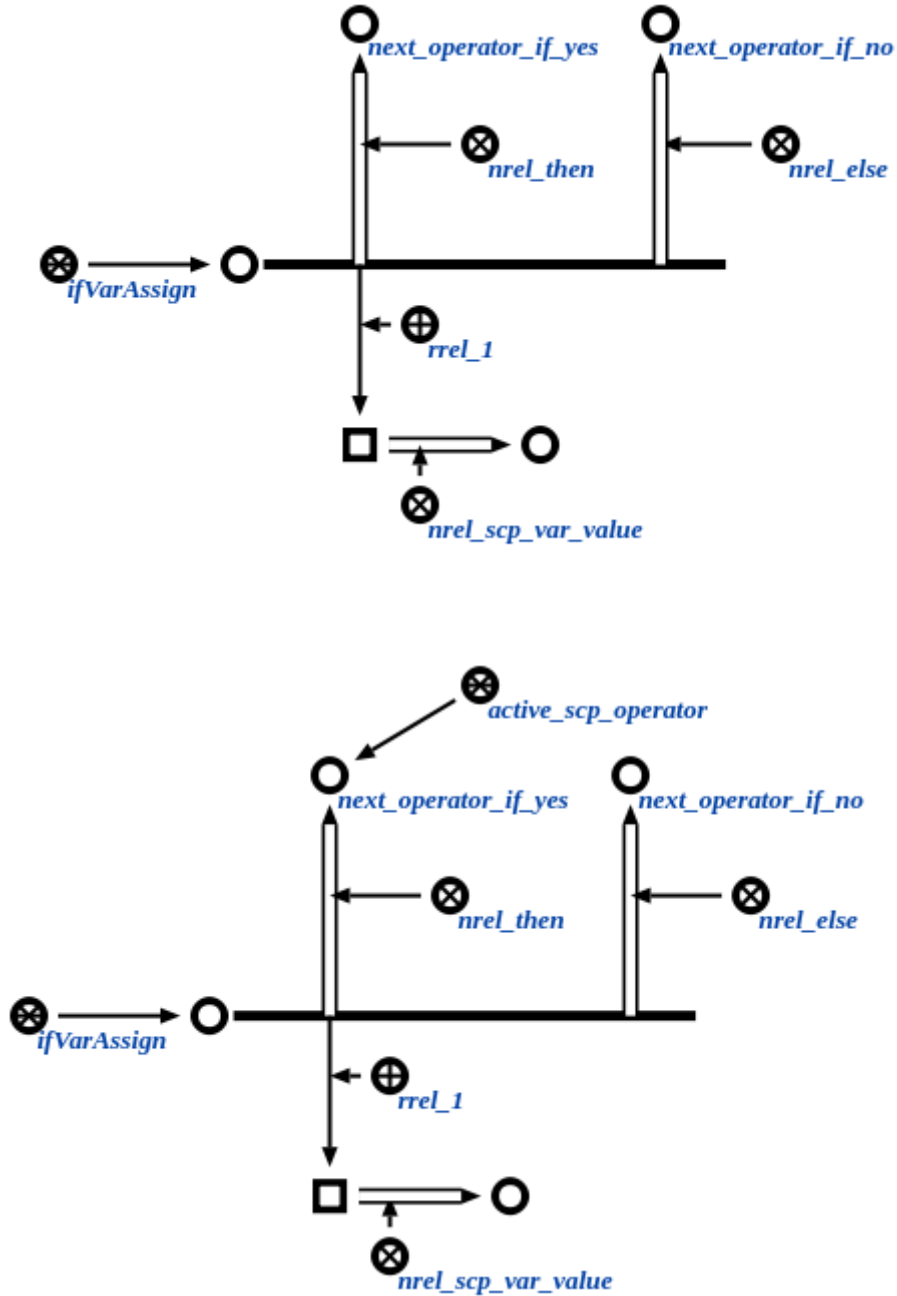 next_operator_if_yes
next_operator_if_no
nrel_then
nrel_else
ifVarAssign
rrel_1
nrel_scp_var_value
active_scp_operator
next_operator_if_yes
next_operator_if_no
nrel_then
nrel_else
ifVarAssign
rrel_1
nrel_scp_var_value